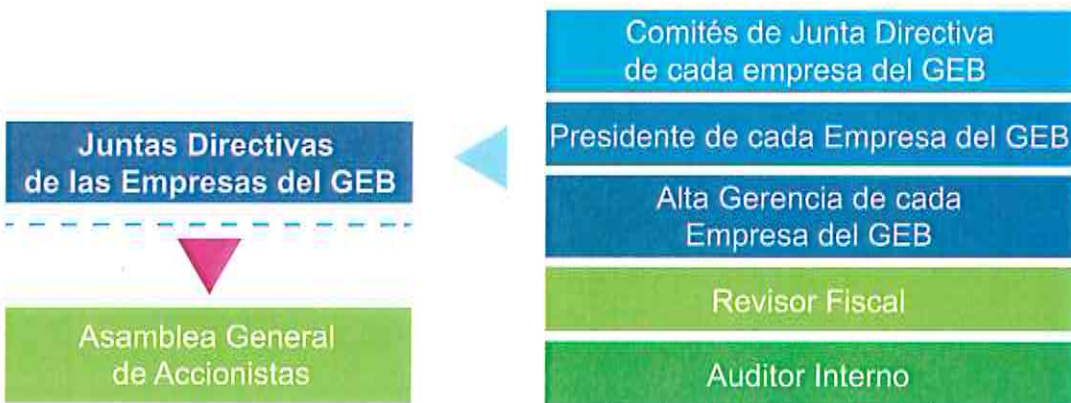 Juntas Directivas
de las Empresas del GEB
Asamblea General
de Accionistas
Comités de Junta Directiva
de cada empresa del GEB
Presidente de cada Empresa del GEB
Alta Gerencia de cada
Empresa del GEB
Revisor Fiscal
Auditor Interno